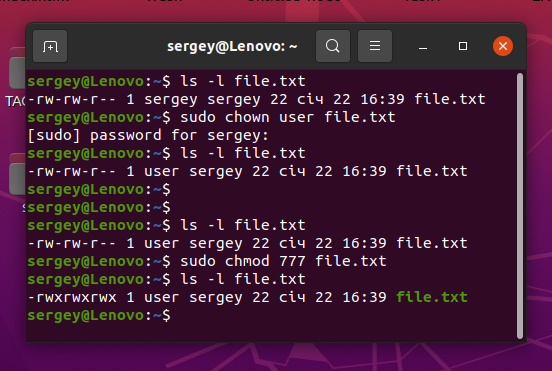 sergey@Lenovo: ~
sergey@Lenovo:~$ ls -l file.txt
-rw-rw-r-- 1 sergey sergey 22 січ 22 16:39 file.txt
sergey@Lenovo:~$ sudo chown user file.txt
[sudo] password for sergey:
sergey@Lenovo:~$ ls -l file.txt
-rw-rw-r-- 1 user sergey 22 січ 22 16:39 file.txt
sergey@Lenovo:~$
sergey@Lenovo:~$
sergey@Lenovo:~$ ls -l file.txt
-rw-rw-r-- 1 user sergey 22 січ 22 16:39 file.txt
sergey@Lenovo:~$ sudo chmod 777 file.txt
sergey@Lenovo:~$ ls -l file.txt
-rwxrwxrwx 1 user sergey 22 січ 22 16:39 file.txt
sergey@Lenovo:~$